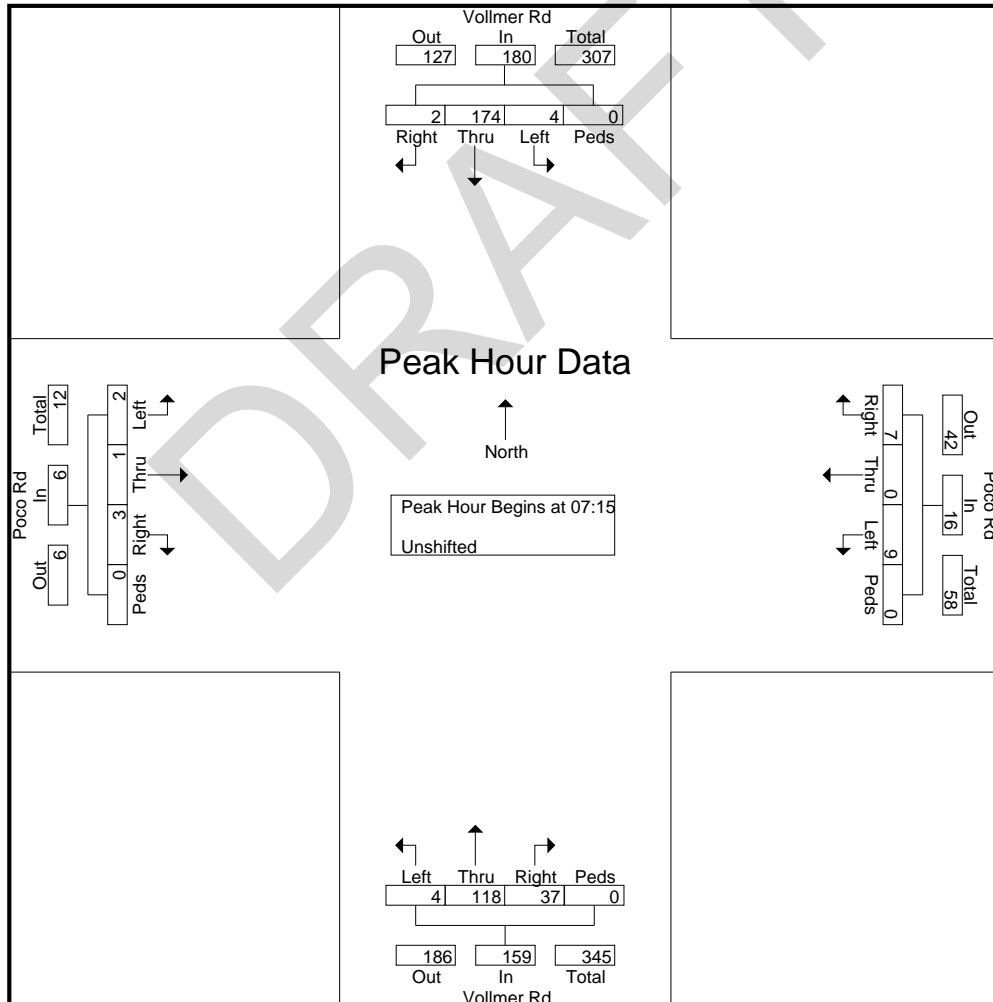 Vollmer Rd
Out In Total
127 180 307
2 174 4 0
Right Thru Left Peds
DRAFT
Peak Hour Data
North
Peak Hour Begins at 07:15
Unshifted
Poco Rd
Total In Out
12 6 6
2 1 3 0
Left Thru Right Peds
Right Thru Left Peds
7 0 9 0
Out In Total
42 16 58
Poco Rd
Left Thru Right Peds
4 118 37 0
186 159 345
Out In Total
Vollmer Rd